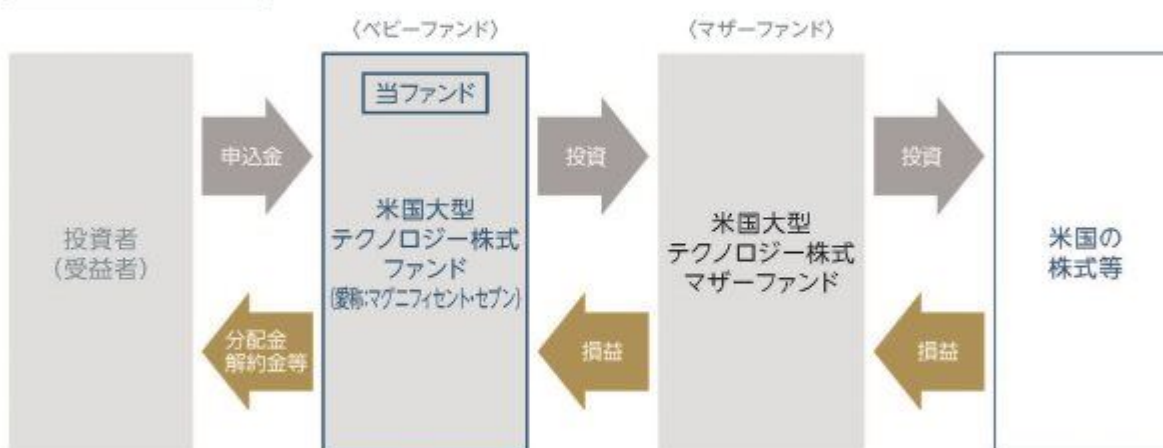 〈ベビーファンド〉
〈マザーファンド〉
当ファンド
申込金
投資
投資
投資者
(受益者)
米国大型
テクノロジー株式
ファンド
(愛称:マグニフィセント・セブン)
米国大型
テクノロジー株式
マザーファンド
米国の
株式等
分配金
解約金等
損益
損益